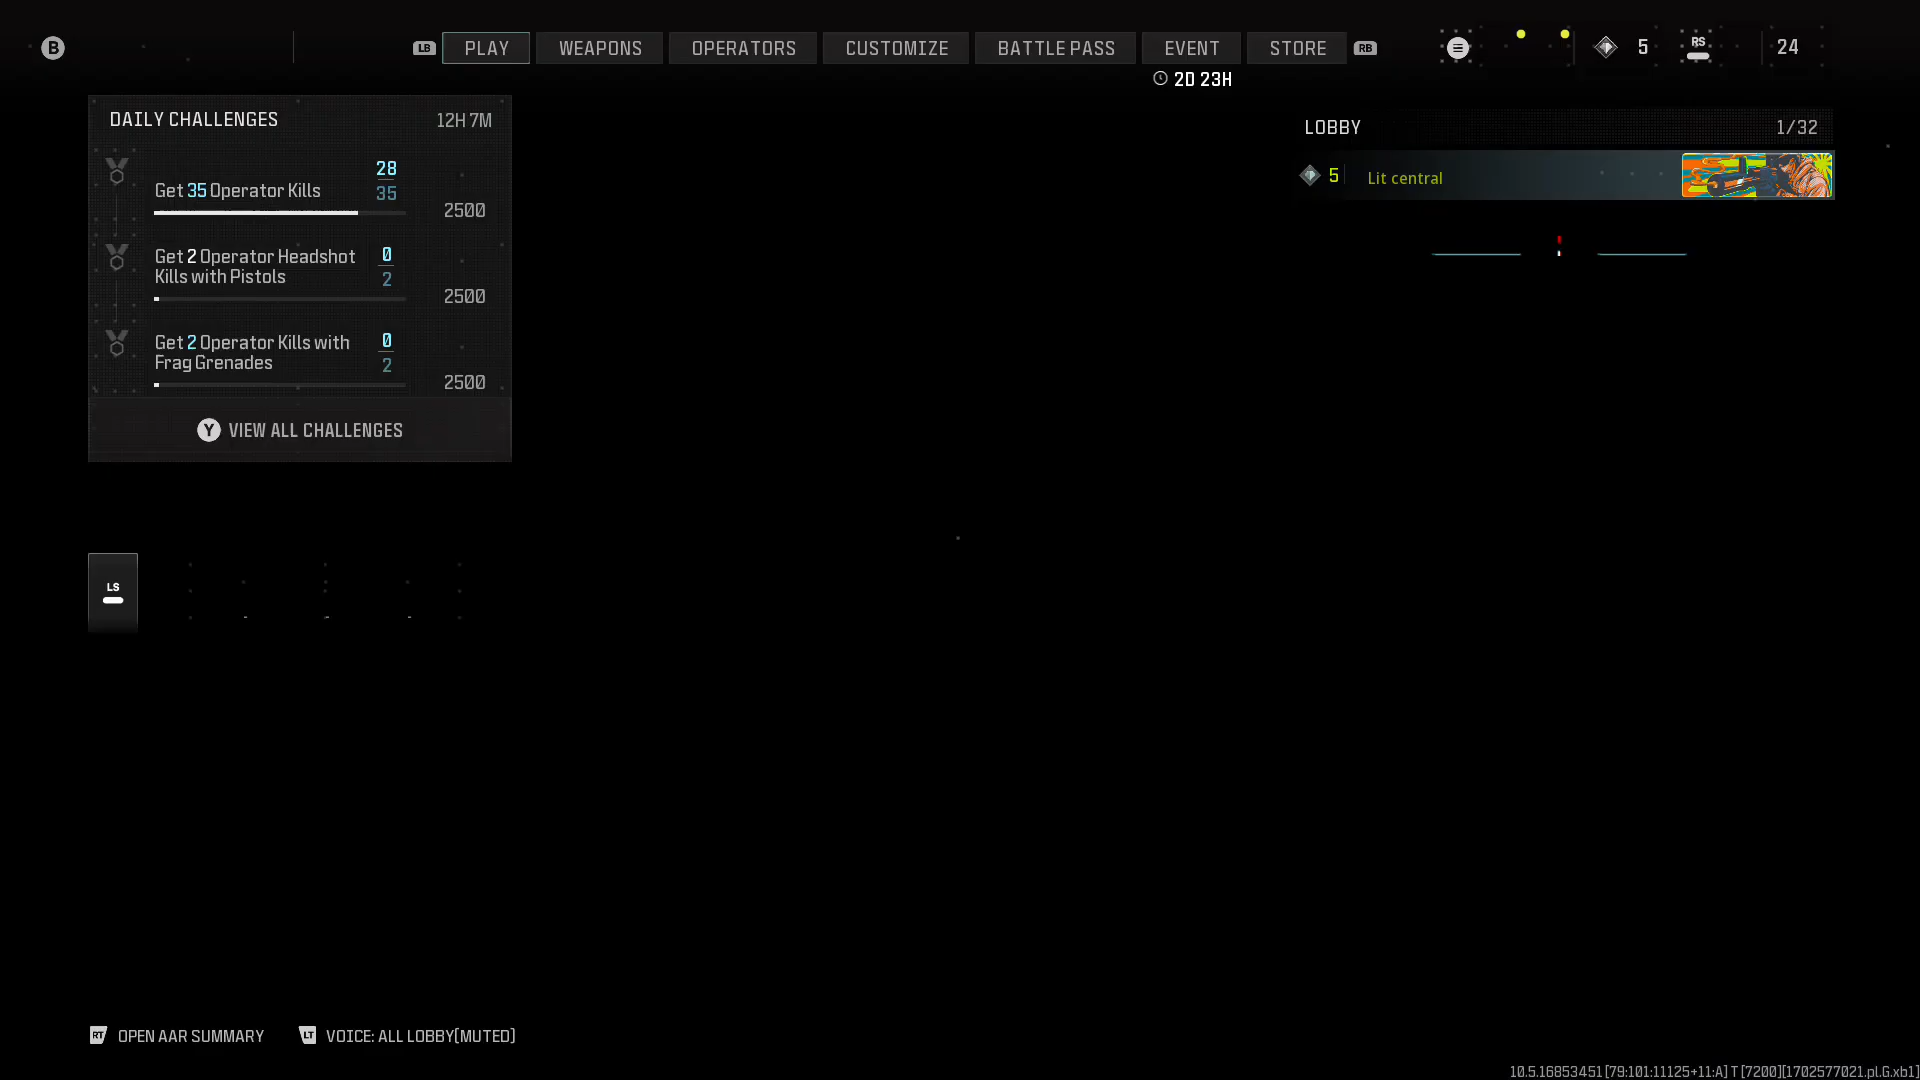 B
LB PLAY WEAPONS OPERATORS CUSTOMIZE BATTLE PASS EVENT STORE RB 5 RS 24
2D 23H
DAILY CHALLENGES 12H 7M
Get 35 Operator Kills 28 35 2500
Get 2 Operator Headshot
Kills with Pistols 0 2 2500
Get 2 Operator Kills with
Frag Grenades 0 2 2500
Y VIEW ALL CHALLENGES
LOBBY 1/32
5 Lit central
LS
RT OPEN AAR SUMMARY LT VOICE: ALL LOBBY[MUTED]
10.5.16853451 [79:101:11125+11:A] T [7200][1702577021.pl.G.xb1]